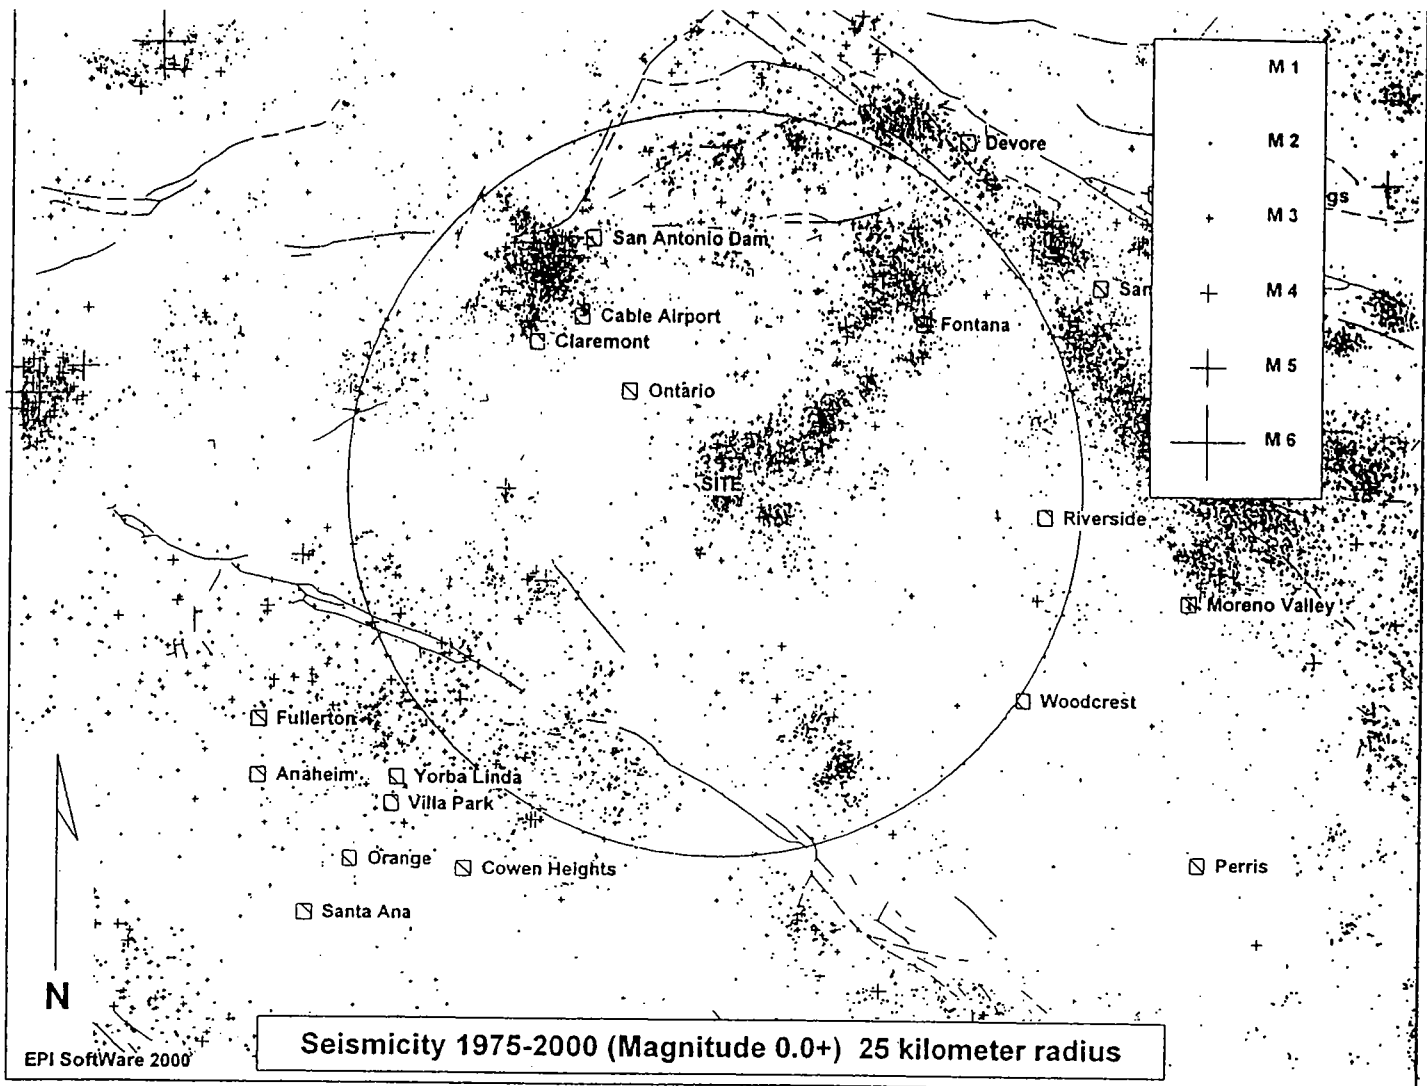 M 1
M 2
Devore
gs
M 3
San Antonio Dam
San
M 4
Cable Airport
Fontana
Claremont
M 5
Ontario
M 6
SITE
Riverside
Moreno Valley
Woodcrest
Fullerton
Anaheim
Yorba Linda
Villa Park
Orange
Cowen Heights
Perris
Santa Ana
N
Seismicity 1975-2000 (Magnitude 0.0+) 25 kilometer radius
EPI SoftWare 2000